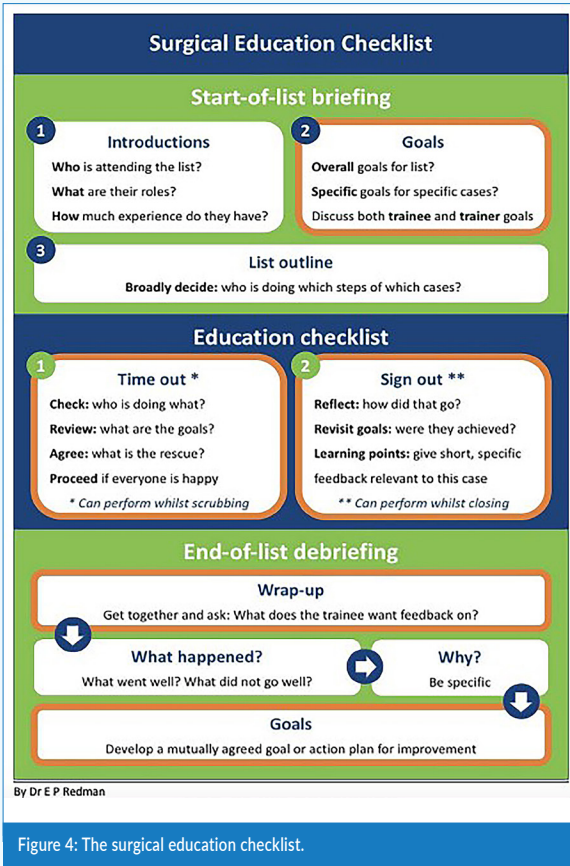 Surgical Education Checklist
Start-of-list briefing
1
Introductions
Who is attending the list?
What are their roles?
How much experience do they have?
2
Goals
Overall goals for list?
Specific goals for specific cases?
Discuss both trainee and trainer goals
3
List outline
Broadly decide: who is doing which steps of which cases?
Education checklist
1
Time out *
Check: who is doing what?
Review: what are the goals?
Agree: what is the rescue?
Proceed if everyone is happy
* Can perform whilst scrubbing
2
Sign out **
Reflect: how did that go?
Revisit goals: were they achieved?
Learning points: give short, specific
feedback relevant to this case
** Can perform whilst closing
End-of-list debriefing
Wrap-up
Get together and ask: What does the trainee want feedback on?
What happened?
What went well? What did not go well?
Why?
Be specific
Goals
Develop a mutually agreed goal or action plan for improvement
By Dr E P Redman
Figure 4: The surgical education checklist.